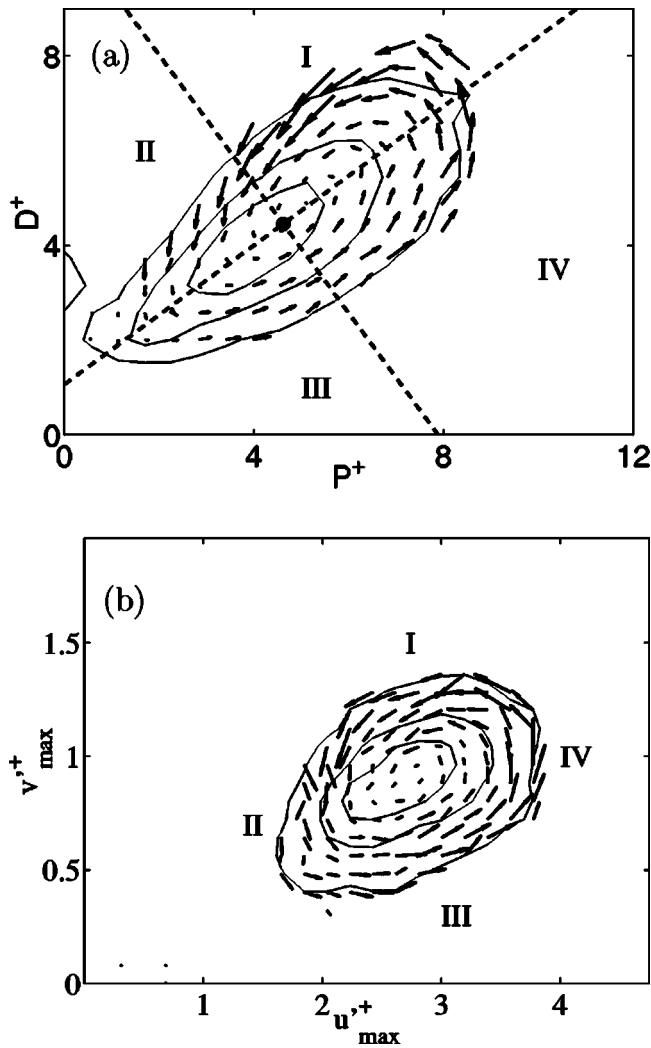 (a)
I
II
III
IV
D+
8
4
0
0 4 8 12
P+
(b)
I
II
III
IV
v',+ max
1.5
1
0.5
0
1 2 3 4
u',+ max